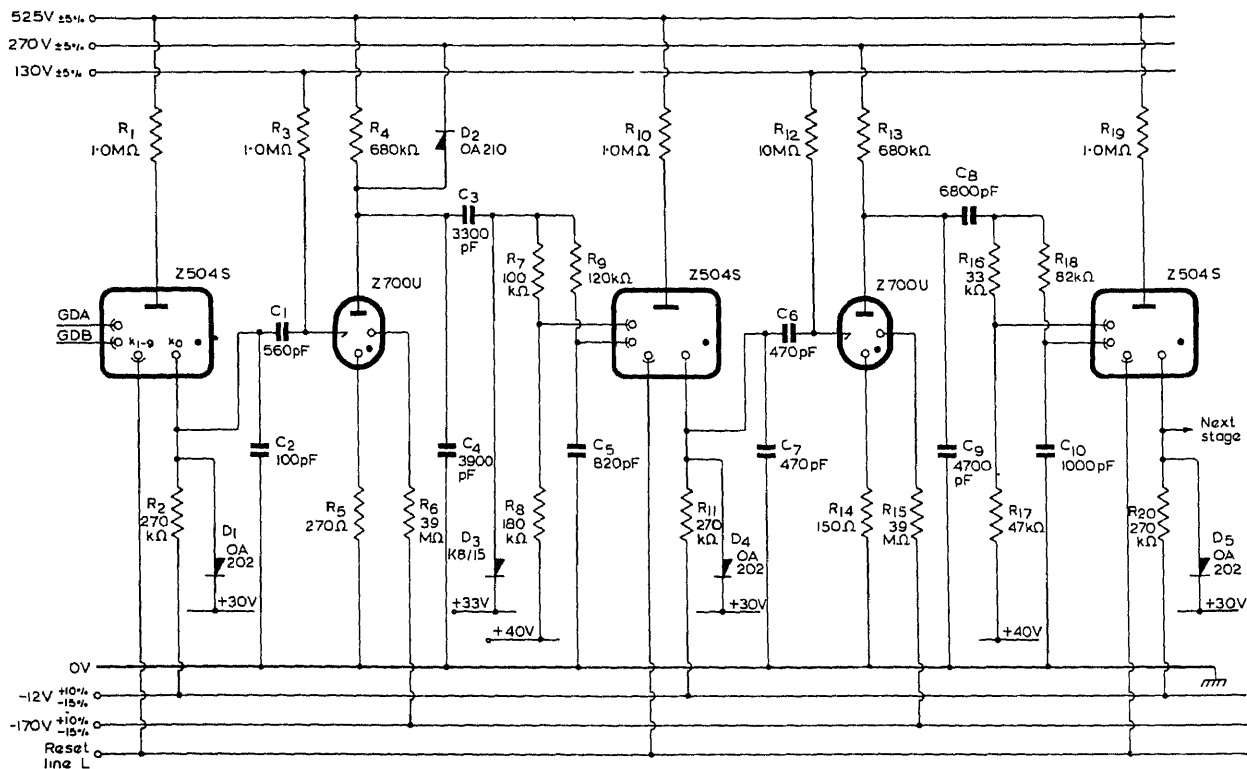 525V ±5%
270V ±5%
130V ±5%
R1
1·0MΩ
R3
1·0MΩ
R4
680kΩ
D2
OA210
R10
1·0MΩ
R12
10MΩ
R13
680kΩ
R19
1·0MΩ
C3
3300
pF
C8
6800pF
R7
100
kΩ
R9
120kΩ
R16
33
kΩ
R18
82kΩ
Z504S
Z700U
Z504S
Z700U
Z504S
GDA
GDB
k1-9
k0
C1
560pF
C6
470pF
C2
100pF
C4
3900
pF
C5
820pF
C7
470pF
C9
4700
pF
C10
1000pF
Next
stage
R2
270
kΩ
D1
OA
202
R5
270Ω
R6
39
MΩ
D3
K8/15
R8
180
kΩ
R11
270
kΩ
D4
OA
202
R14
150Ω
R15
39
MΩ
R17
47kΩ
R20
270
kΩ
D5
OA
202
+30V
+33V
+40V
+30V
+40V
+30V
0V
-12V +10%
-15%
-170V +10%
-15%
Reset
line L